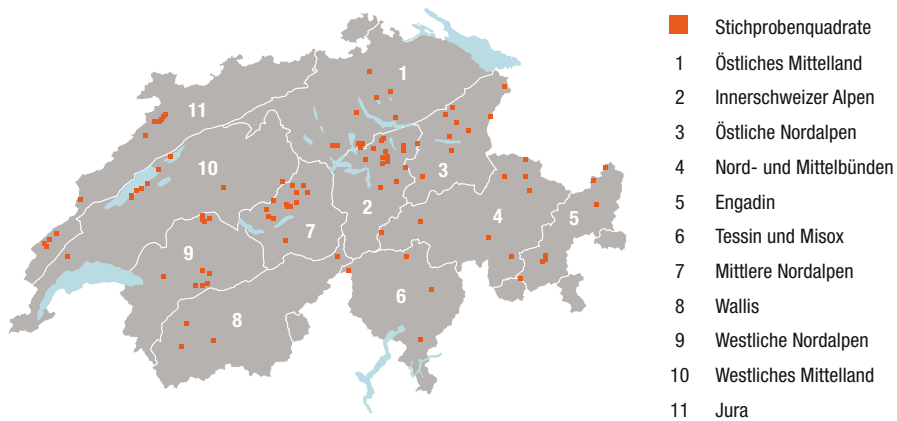 Stichprobenquadrate
1 Östliches Mittelland
2 Innerschweizer Alpen
3 Östliche Nordalpen
4 Nord- und Mittelbünden
5 Engadin
6 Tessin und Misox
7 Mittlere Nordalpen
8 Wallis
9 Westliche Nordalpen
10 Westliches Mittelland
11 Jura
1
11
10
3
2
4
5
7
9
6
8